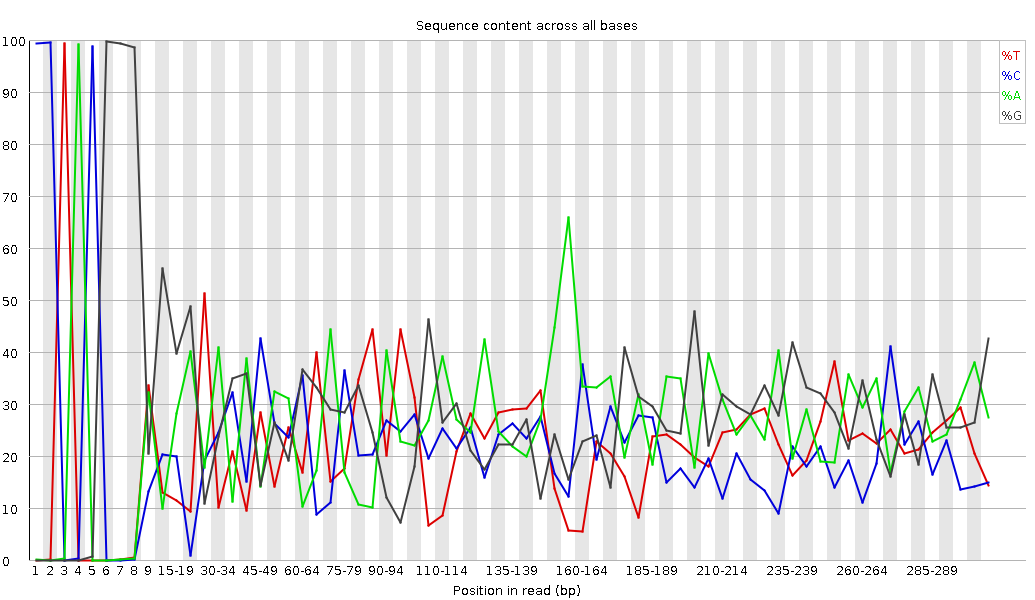 Sequence content across all bases
100
90
80
70
60
50
40
30
20
10
0
%T
%C
%A
%G
1 2 3 4 5 6 7 8 9 15-19 30-34 45-49 60-64 75-79 90-94 110-114 135-139 160-164 185-189 210-214 235-239 260-264 285-289
Position in read (bp)